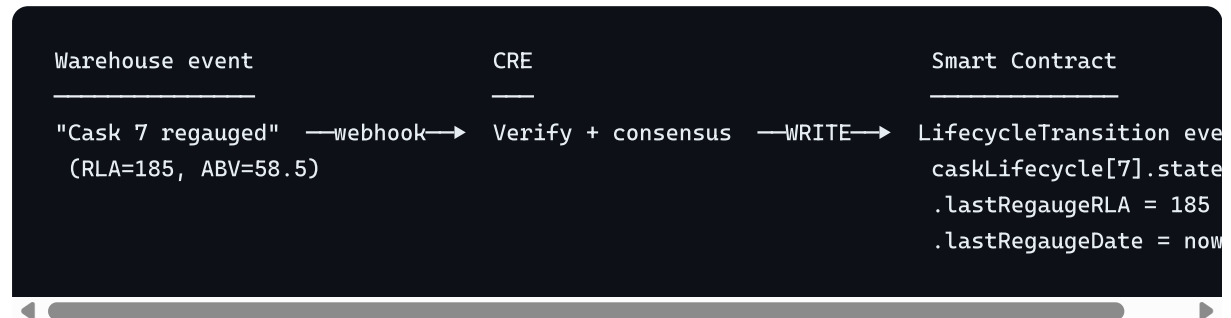 Warehouse event CRE Smart Contract
"Cask 7 regauged" ──webhook──▶ Verify + consensus ──WRITE──▶ LifecycleTransition eve
(RLA=185, ABV=58.5) caskLifecycle[7].state
.lastRegaugeRLA = 185
.lastRegaugeDate = now